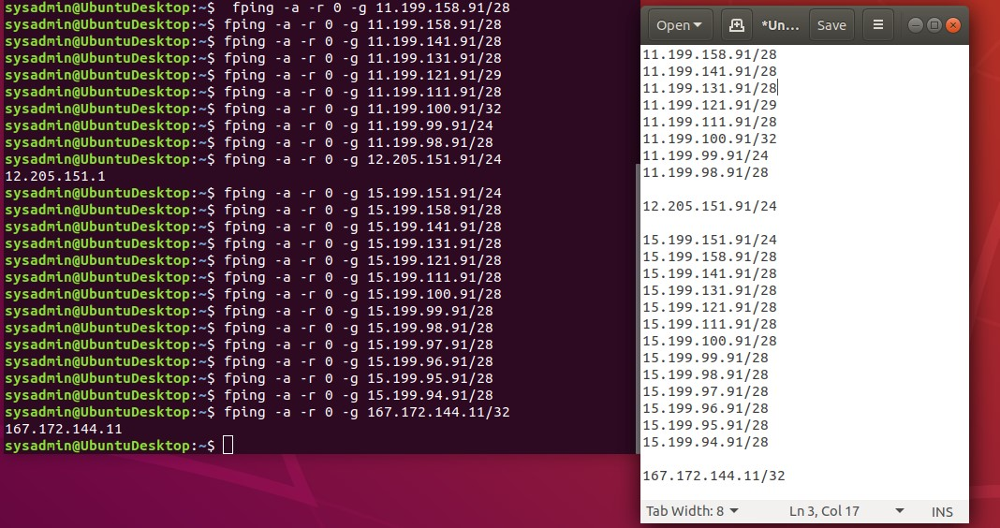 sysadmin@UbuntuDesktop:~$  fping -a -r 0 -g 11.199.158.91/28
sysadmin@UbuntuDesktop:~$ fping -a -r 0 -g 11.199.158.91/28
sysadmin@UbuntuDesktop:~$ fping -a -r 0 -g 11.199.141.91/28
sysadmin@UbuntuDesktop:~$ fping -a -r 0 -g 11.199.131.91/28
sysadmin@UbuntuDesktop:~$ fping -a -r 0 -g 11.199.121.91/29
sysadmin@UbuntuDesktop:~$ fping -a -r 0 -g 11.199.111.91/28
sysadmin@UbuntuDesktop:~$ fping -a -r 0 -g 11.199.100.91/32
sysadmin@UbuntuDesktop:~$ fping -a -r 0 -g 11.199.99.91/24
sysadmin@UbuntuDesktop:~$ fping -a -r 0 -g 11.199.98.91/28
sysadmin@UbuntuDesktop:~$ fping -a -r 0 -g 12.205.151.91/24
12.205.151.1
sysadmin@UbuntuDesktop:~$ fping -a -r 0 -g 15.199.151.91/24
sysadmin@UbuntuDesktop:~$ fping -a -r 0 -g 15.199.158.91/28
sysadmin@UbuntuDesktop:~$ fping -a -r 0 -g 15.199.141.91/28
sysadmin@UbuntuDesktop:~$ fping -a -r 0 -g 15.199.131.91/28
sysadmin@UbuntuDesktop:~$ fping -a -r 0 -g 15.199.121.91/28
sysadmin@UbuntuDesktop:~$ fping -a -r 0 -g 15.199.111.91/28
sysadmin@UbuntuDesktop:~$ fping -a -r 0 -g 15.199.100.91/28
sysadmin@UbuntuDesktop:~$ fping -a -r 0 -g 15.199.99.91/28
sysadmin@UbuntuDesktop:~$ fping -a -r 0 -g 15.199.98.91/28
sysadmin@UbuntuDesktop:~$ fping -a -r 0 -g 15.199.97.91/28
sysadmin@UbuntuDesktop:~$ fping -a -r 0 -g 15.199.96.91/28
sysadmin@UbuntuDesktop:~$ fping -a -r 0 -g 15.199.95.91/28
sysadmin@UbuntuDesktop:~$ fping -a -r 0 -g 15.199.94.91/28
sysadmin@UbuntuDesktop:~$ fping -a -r 0 -g 167.172.144.11/32
167.172.144.11
sysadmin@UbuntuDesktop:~$
Open *Un... Save
11.199.158.91/28
11.199.141.91/28
11.199.131.91/28
11.199.121.91/29
11.199.111.91/28
11.199.100.91/32
11.199.99.91/24
11.199.98.91/28
12.205.151.91/24
15.199.151.91/24
15.199.158.91/28
15.199.141.91/28
15.199.131.91/28
15.199.121.91/28
15.199.111.91/28
15.199.100.91/28
15.199.99.91/28
15.199.98.91/28
15.199.97.91/28
15.199.96.91/28
15.199.95.91/28
15.199.94.91/28
167.172.144.11/32
Tab Width: 8 Ln 3, Col 17 INS